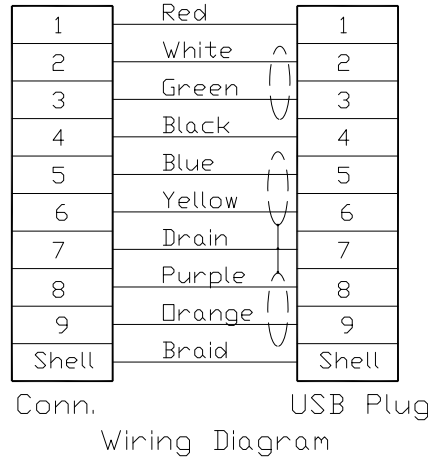 1 Red 1
2 White 2
3 Green 3
4 Black 4
5 Blue 5
6 Yellow 6
7 Drain 7
8 Purple 8
9 Orange 9
Shell Braid Shell
Conn. USB Plug
Wiring Diagram